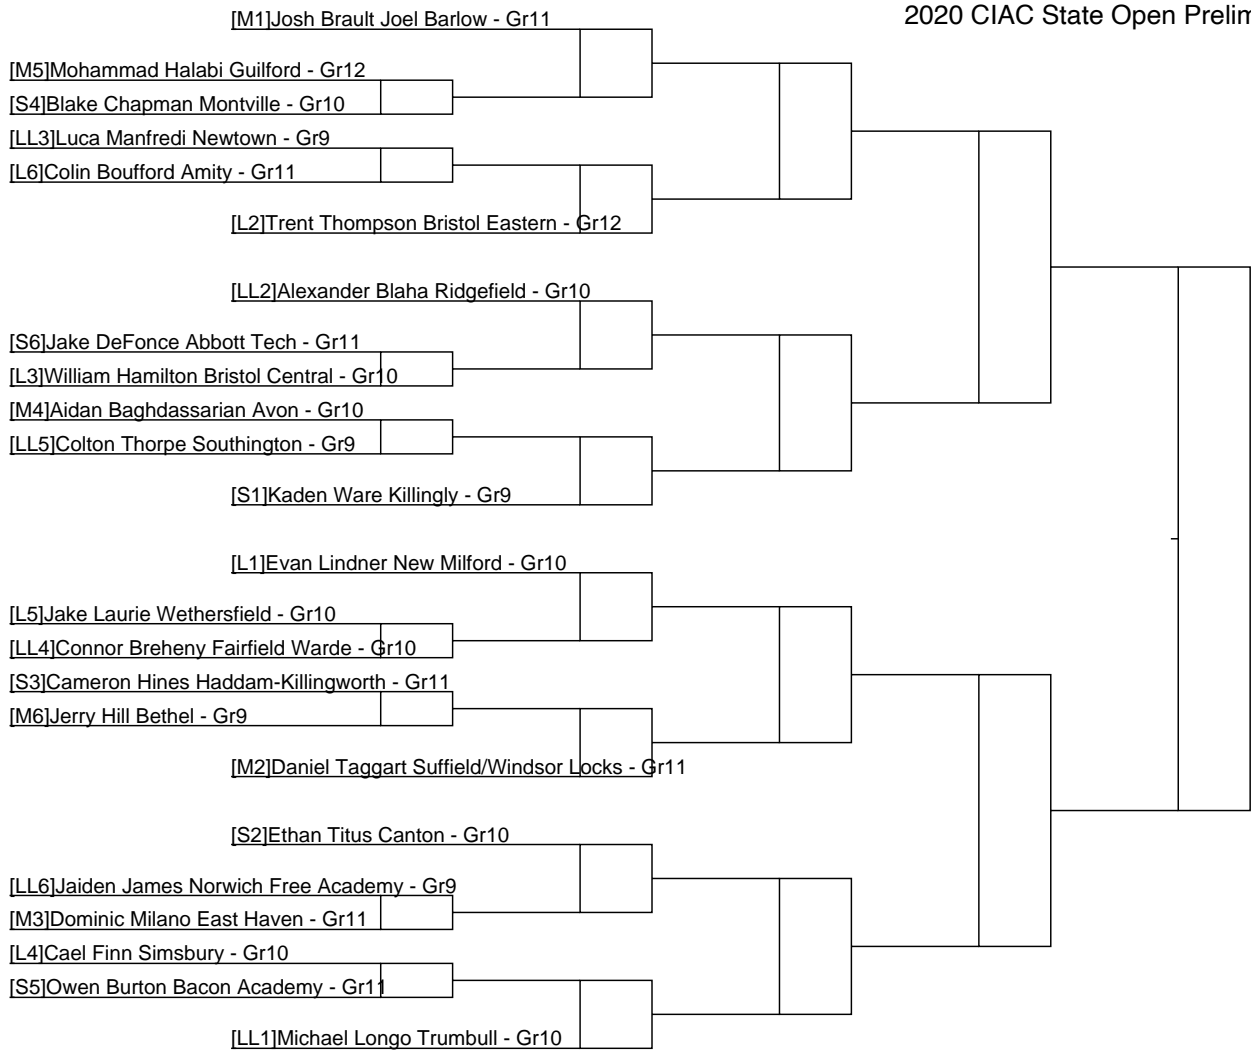 [M1]Josh Brault Joel Barlow - Gr11
2020 CIAC State Open Prelim
[M5]Mohammad Halabi Guilford - Gr12
[S4]Blake Chapman Montville - Gr10
[LL3]Luca Manfredi Newtown - Gr9
[L6]Colin Boufford Amity - Gr11
[L2]Trent Thompson Bristol Eastern - Gr12
[LL2]Alexander Blaha Ridgefield - Gr10
[S6]Jake DeFonce Abbott Tech - Gr11
[L3]William Hamilton Bristol Central - Gr10
[M4]Aidan Baghdassarian Avon - Gr10
[LL5]Colton Thorpe Southington - Gr9
[S1]Kaden Ware Killingly - Gr9
[L1]Evan Lindner New Milford - Gr10
[L5]Jake Laurie Wethersfield - Gr10
[LL4]Connor Breheny Fairfield Warde - Gr10
[S3]Cameron Hines Haddam-Killingworth - Gr11
[M6]Jerry Hill Bethel - Gr9
[M2]Daniel Taggart Suffield/Windsor Locks - Gr11
[S2]Ethan Titus Canton - Gr10
[LL6]Jaiden James Norwich Free Academy - Gr9
[M3]Dominic Milano East Haven - Gr11
[L4]Cael Finn Simsbury - Gr10
[S5]Owen Burton Bacon Academy - Gr11
[LL1]Michael Longo Trumbull - Gr10